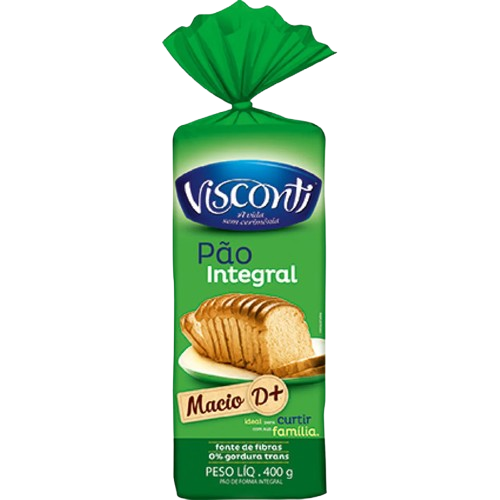 Visconti
A vida
sem cerimônia
Pão
Integral
Macio D+
ideal para curtir
com sua família.
fonte de fibras
0% gordura trans
PESO LÍQ. 400 g
PÃO DE FORMA INTEGRAL